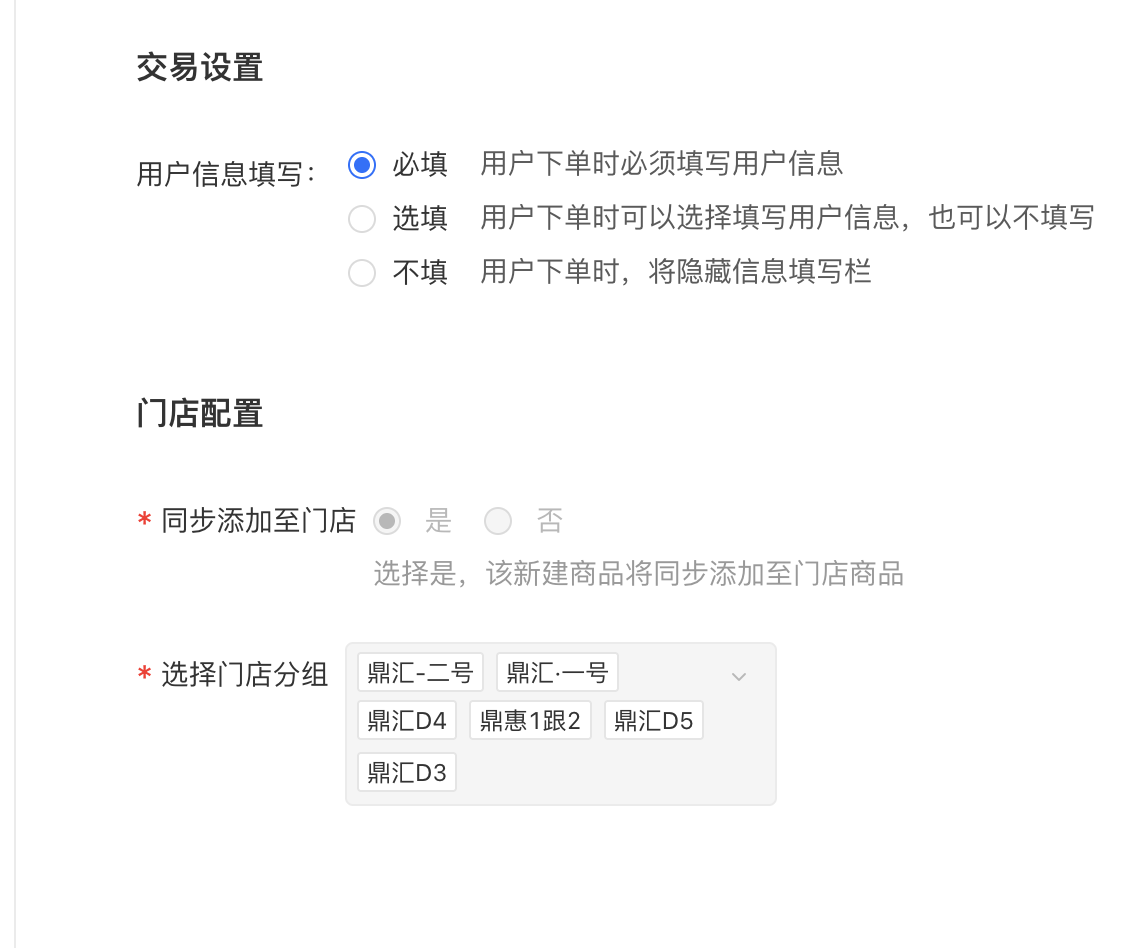 交易设置
用户信息填写：
必填 用户下单时必须填写用户信息
选填 用户下单时可以选择填写用户信息，也可以不填写
不填 用户下单时，将隐藏信息填写栏
门店配置
* 同步添加至门店 是 否
选择是，该新建商品将同步添加至门店商品
* 选择门店分组 鼎汇-二号 鼎汇·一号
鼎汇D4 鼎惠1跟2 鼎汇D5
鼎汇D3